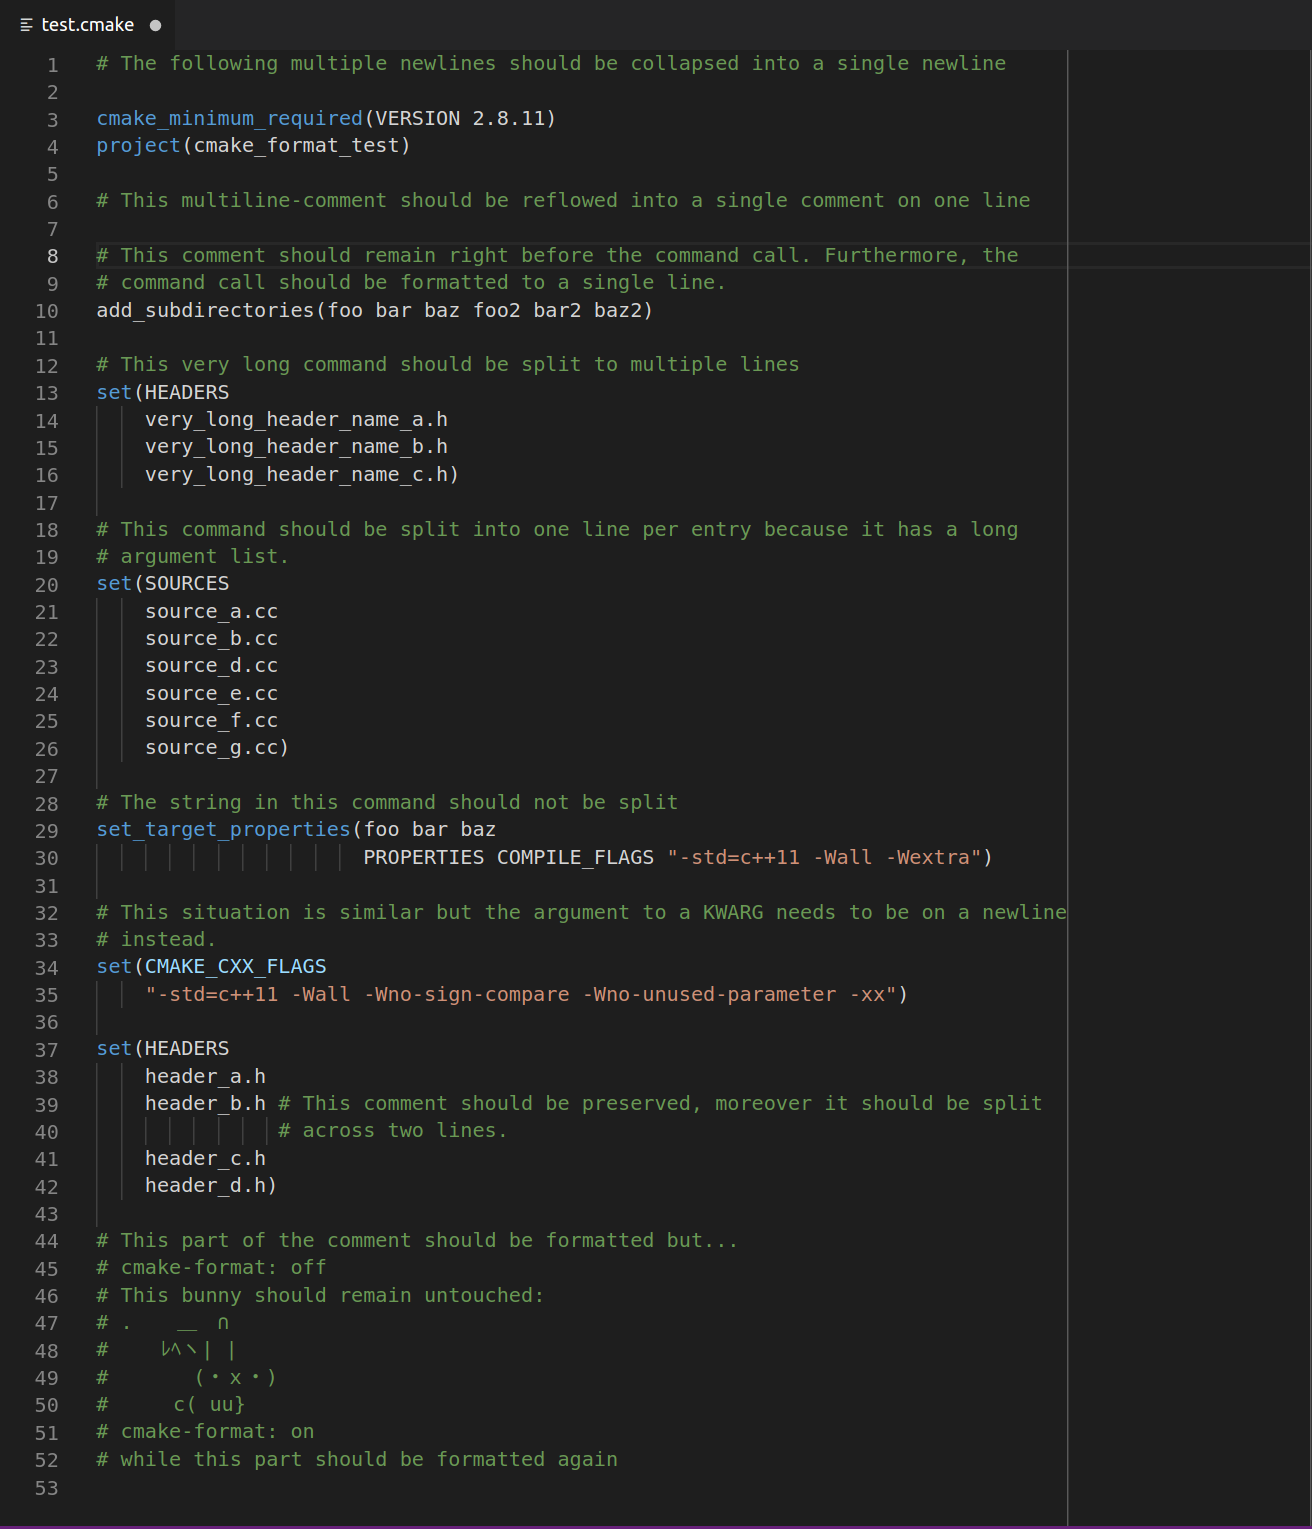 test.cmake
1 # The following multiple newlines should be collapsed into a single newline
2
3 cmake_minimum_required(VERSION 2.8.11)
4 project(cmake_format_test)
5
6 # This multiline-comment should be reflowed into a single comment on one line
7
8 # This comment should remain right before the command call. Furthermore, the
9 # command call should be formatted to a single line.
10 add_subdirectories(foo bar baz foo2 bar2 baz2)
11
12 # This very long command should be split to multiple lines
13 set(HEADERS
14     very_long_header_name_a.h
15     very_long_header_name_b.h
16     very_long_header_name_c.h)
17
18 # This command should be split into one line per entry because it has a long
19 # argument list.
20 set(SOURCES
21     source_a.cc
22     source_b.cc
23     source_d.cc
24     source_e.cc
25     source_f.cc
26     source_g.cc)
27
28 # The string in this command should not be split
29 set_target_properties(foo bar baz
30                       PROPERTIES COMPILE_FLAGS "-std=c++11 -Wall -Wextra")
31
32 # This situation is similar but the argument to a KWARG needs to be on a newline
33 # instead.
34 set(CMAKE_CXX_FLAGS
35     "-std=c++11 -Wall -Wno-sign-compare -Wno-unused-parameter -xx")
36
37 set(HEADERS
38     header_a.h
39     header_b.h # This comment should be preserved, moreover it should be split
40                # across two lines.
41     header_c.h
42     header_d.h)
43
44 # This part of the comment should be formatted but...
45 # cmake-format: off
46 # This bunny should remain untouched:
47 # .   ＿ ∩
48 #    ﾚﾍヽ| |
49 #       (・x・)
50 #     c( uu}
51 # cmake-format: on
52 # while this part should be formatted again
53